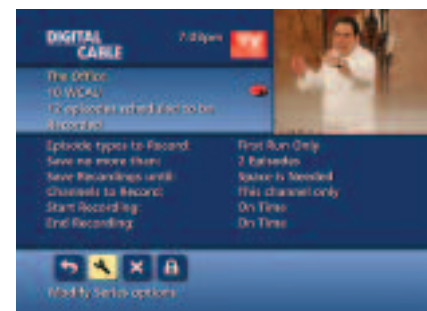 DIGITAL
CABLE
TV
The Office
10 WCAU
12 episodes scheduled to be
Recorded
Episode types to Record: First Run Only
Save no more than: 7 Episodes
Save Recordings until: Space is Needed
Channels to Record: This channel only
Start Recording: On Time
End Recording: On Time
Modify Series options